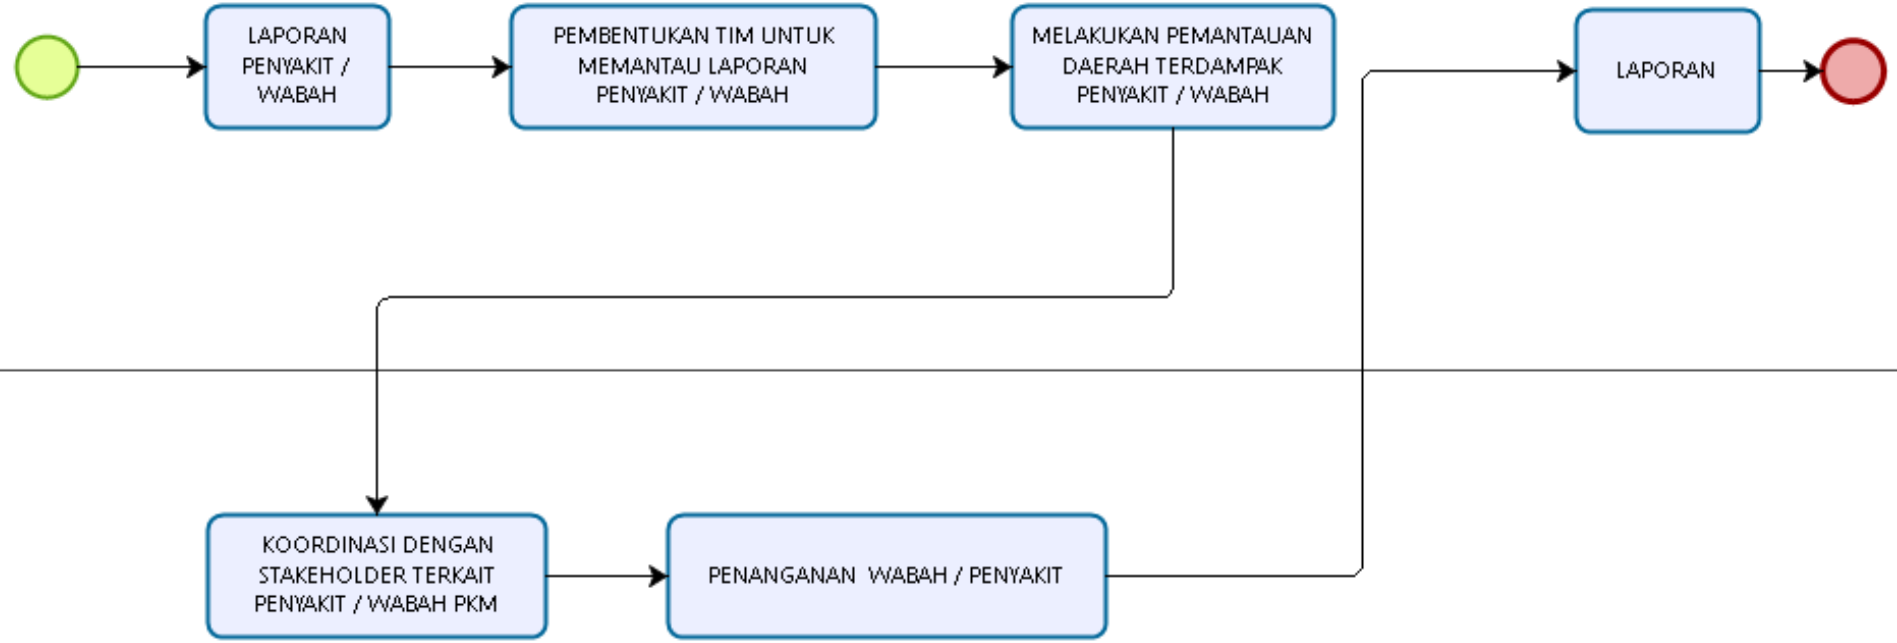 LAPORAN
PENYAKIT /
WABAH
PEMBENTUKAN TIM UNTUK
MEMANTAU LAPORAN
PENYAKIT / WABAH
MELAKUKAN PEMANTAUAN
DAERAH TERDAMPAK
PENYAKIT / WABAH
KOORDINASI DENGAN
STAKEHOLDER TERKAIT
PENYAKIT / WABAH PKM
PENANGANAN WABAH / PENYAKIT
LAPORAN